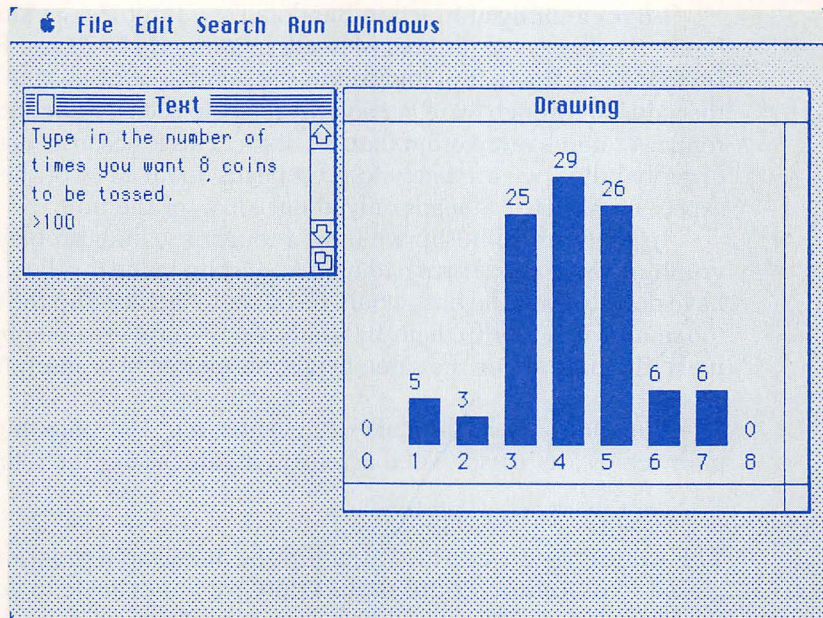 File Edit Search Run Windows
Text
Type in the number of
times you want 8 coins
to be tossed.
>100
Drawing
29
25 26
5 3 6 6
0 0
0 1 2 3 4 5 6 7 8